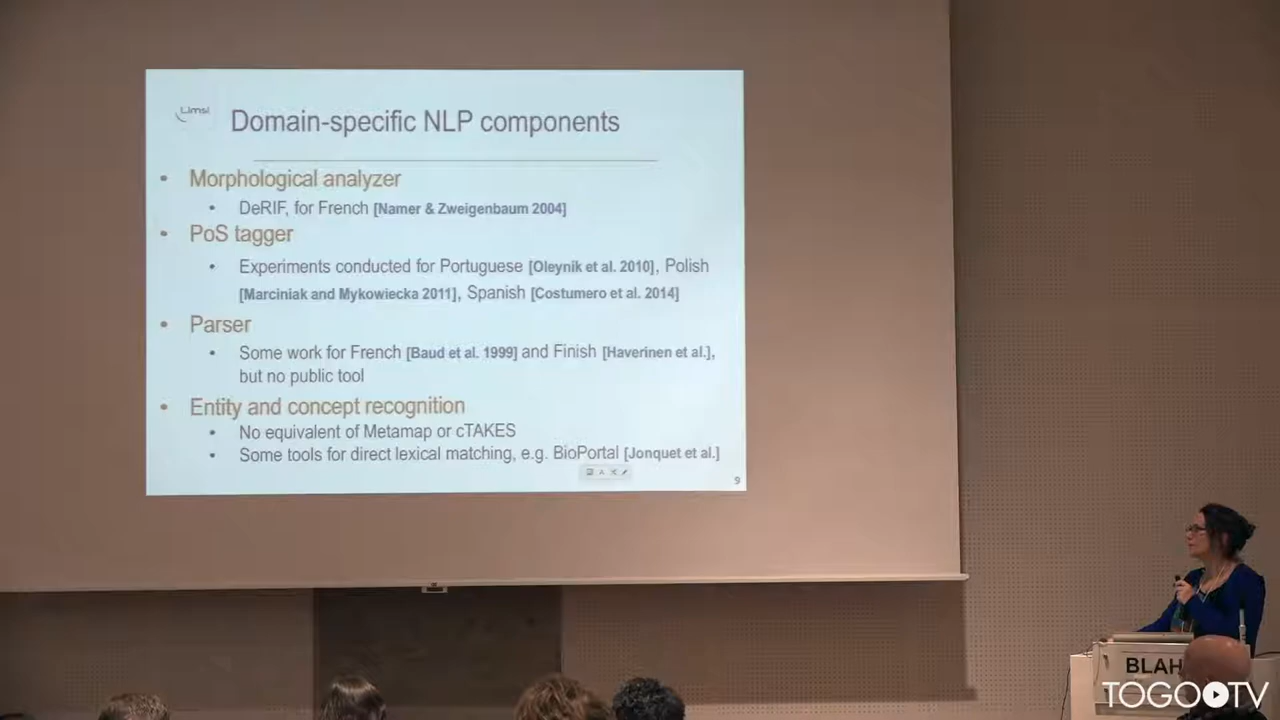 Limsi
Domain-specific NLP components
• Morphological analyzer
• DeRIF, for French [Namer & Zweigenbaum 2004]
• PoS tagger
• Experiments conducted for Portuguese [Oleynik et al. 2010], Polish
[Marciniak and Mykowiecka 2011], Spanish [Costumero et al. 2014]
• Parser
• Some work for French [Baud et al. 1999] and Finish [Haverinen et al.],
but no public tool
• Entity and concept recognition
• No equivalent of Metamap or cTAKES
• Some tools for direct lexical matching, e.g. BioPortal [Jonquet et al.]
9
BLAH
TOGOTV